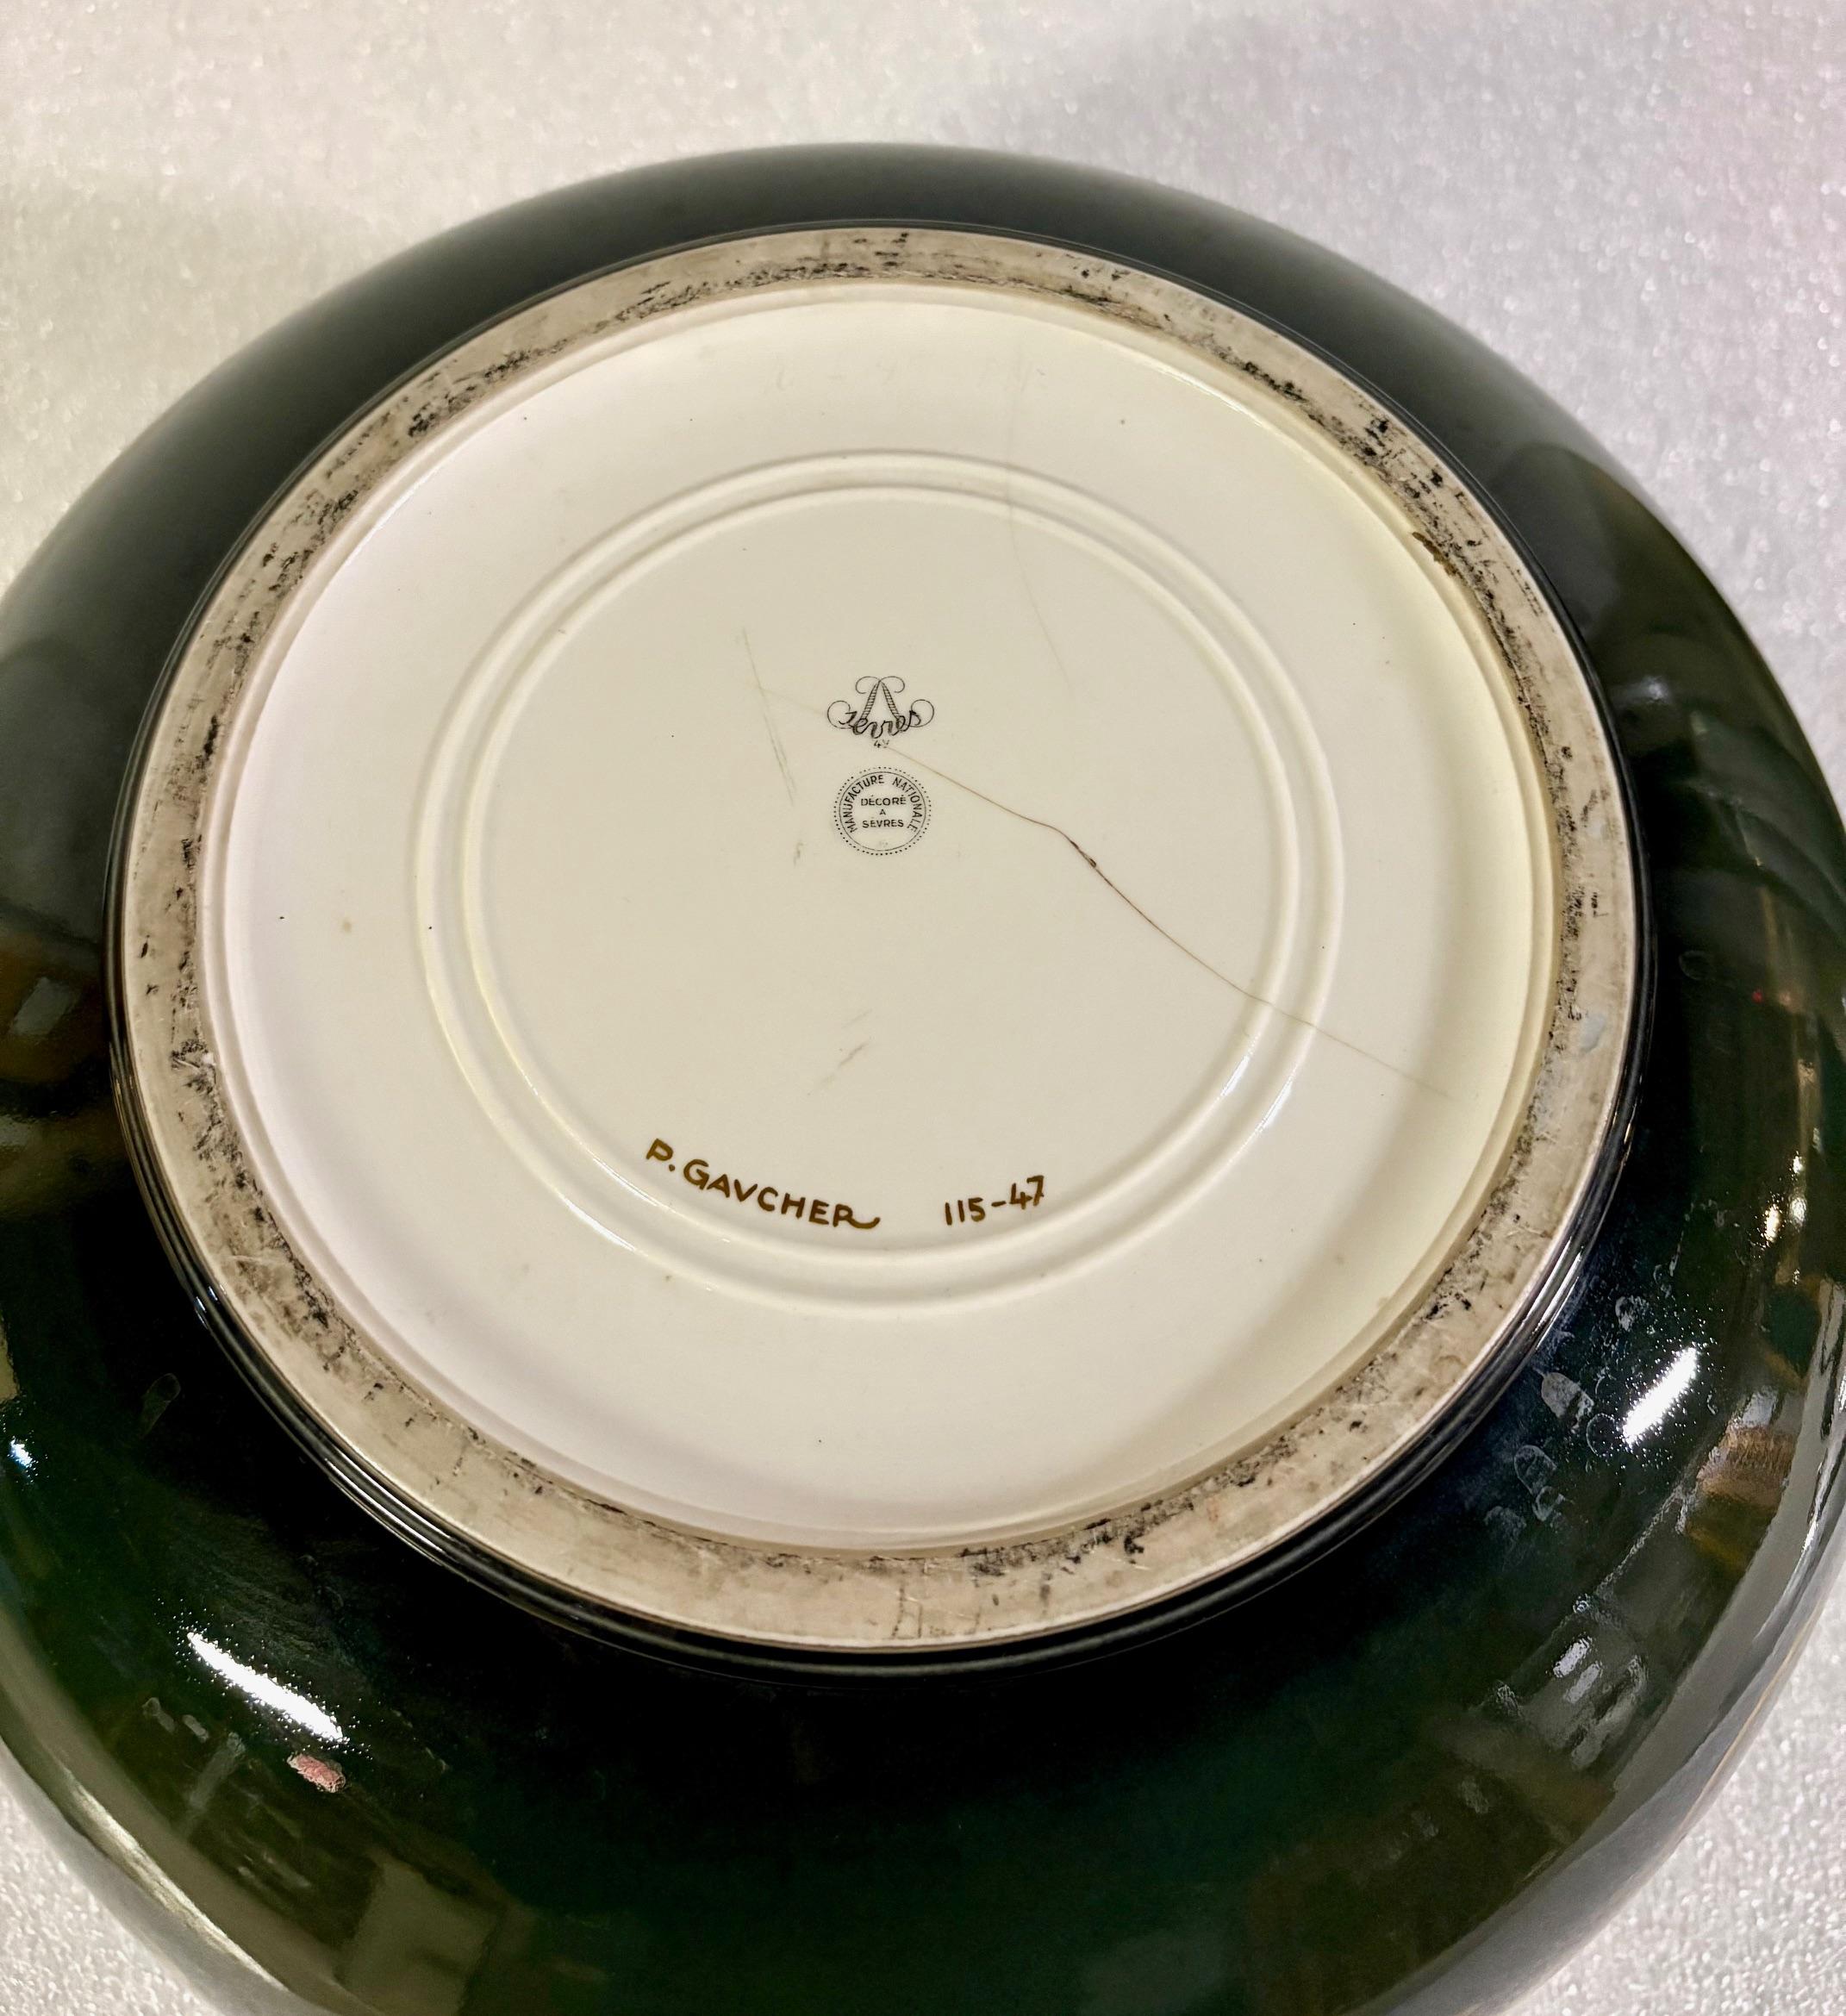 Sèvres
MANUFACTURE NATIONALE
DÉCORÉ
A
SÈVRES
P. GAVCHER 115-47